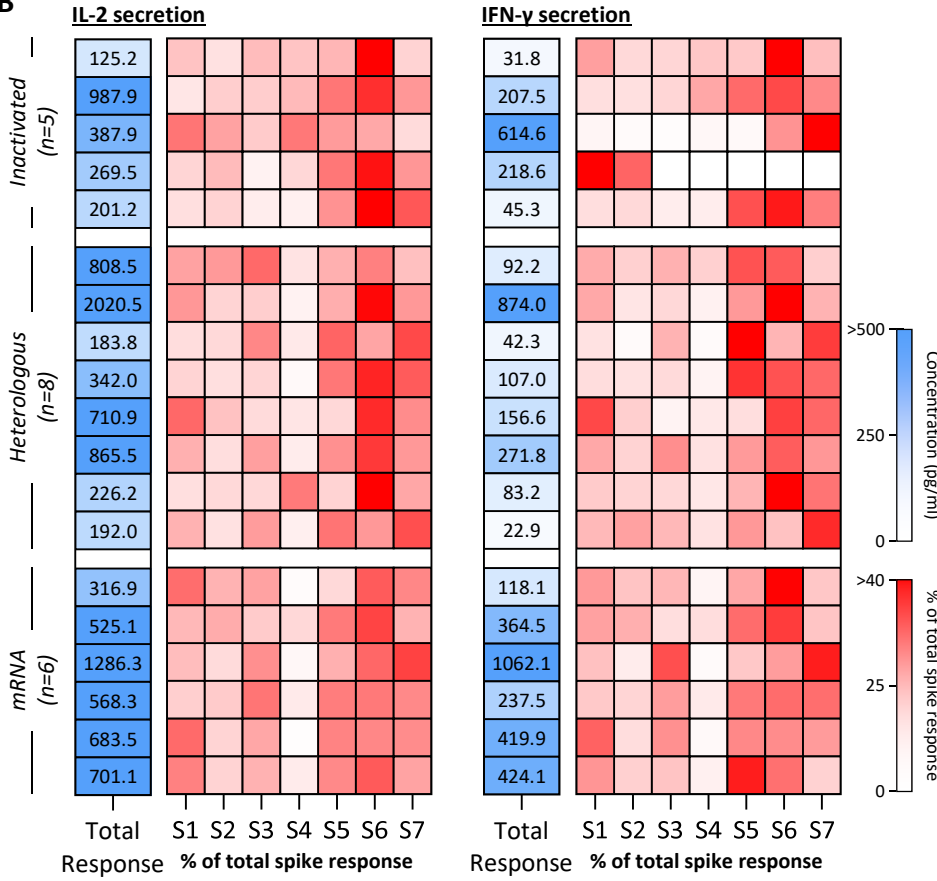 B
IL-2 secretion
IFN-γ secretion
Inactivated
(n=5)
125.2
987.9
387.9
269.5
201.2
31.8
207.5
614.6
218.6
45.3
Heterologous
(n=8)
808.5
2020.5
183.8
342.0
710.9
865.5
226.2
192.0
92.2
874.0
42.3
107.0
156.6
271.8
83.2
22.9
mRNA
(n=6)
316.9
525.1
1286.3
568.3
683.5
701.1
118.1
364.5
1062.1
237.5
419.9
424.1
>500
250
0
Concentration (pg/ml)
>40
25
0
% of total spike response
Total
Response
S1 S2 S3 S4 S5 S6 S7
% of total spike response
Total
Response
S1 S2 S3 S4 S5 S6 S7
% of total spike response